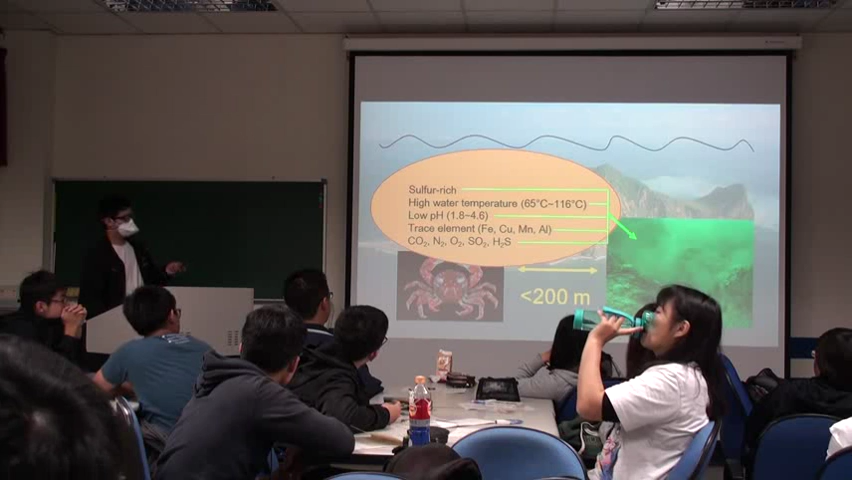 Sulfur-rich
High water temperature (65°C~116°C)
Low pH (1.8~4.6)
Trace element (Fe, Cu, Mn, Al)
CO₂, N₂, O₂, SO₂, H₂S
<200 m